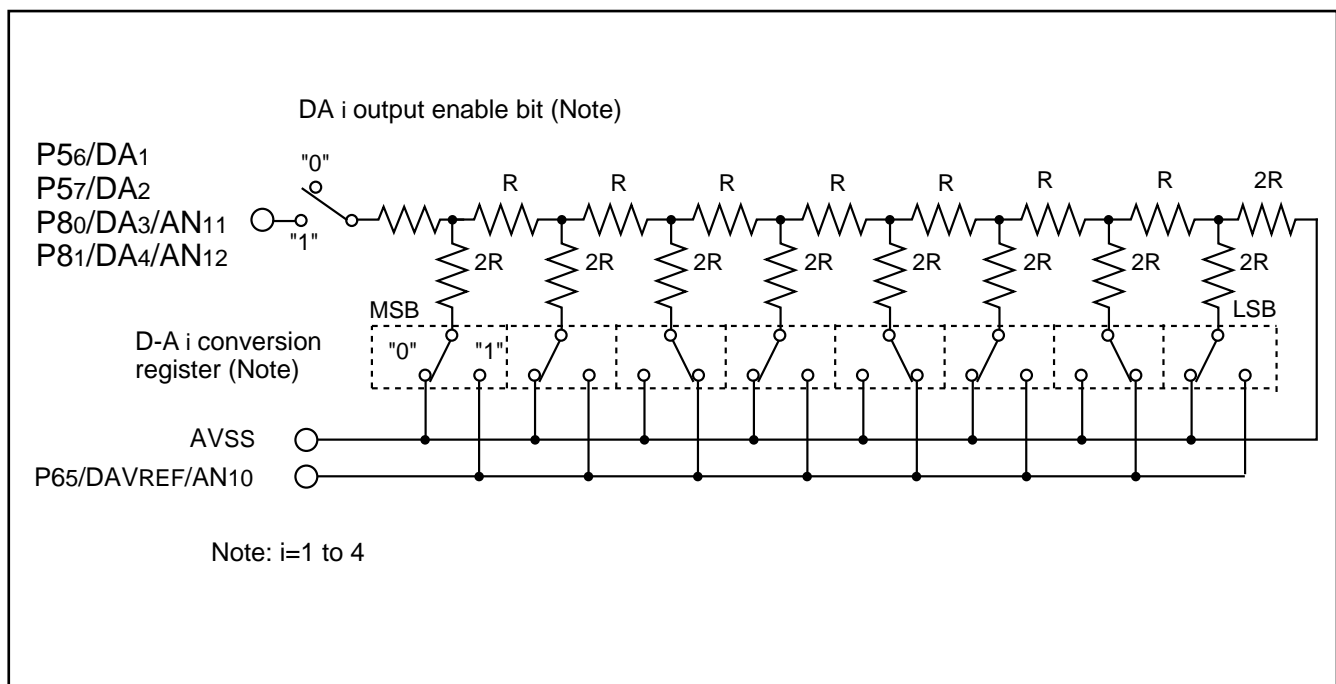 DA i output enable bit (Note)
P56/DA1
P57/DA2
P80/DA3/AN11
P81/DA4/AN12
"0"
"1"
R R R R R R R 2R
2R 2R 2R 2R 2R 2R 2R 2R
MSB LSB
D-A i conversion
register (Note)
"0" "1"
AVSS
P65/DAVREF/AN10
Note: i=1 to 4